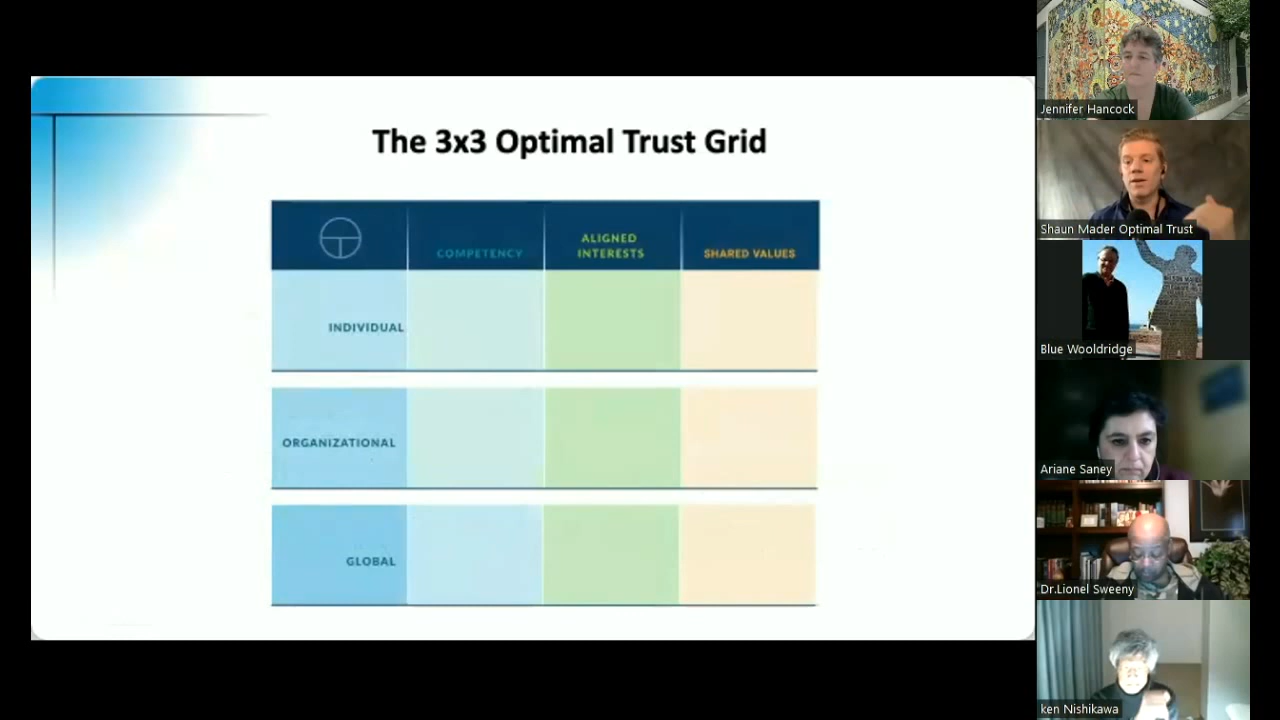 The 3x3 Optimal Trust Grid
COMPETENCY
ALIGNED
INTERESTS
SHARED VALUES
INDIVIDUAL
ORGANIZATIONAL
GLOBAL
Jennifer Hancock
Shaun Mader Optimal Trust
Blue Wooldridge
Ariane Saney
Dr.Lionel Sweeny
ken Nishikawa